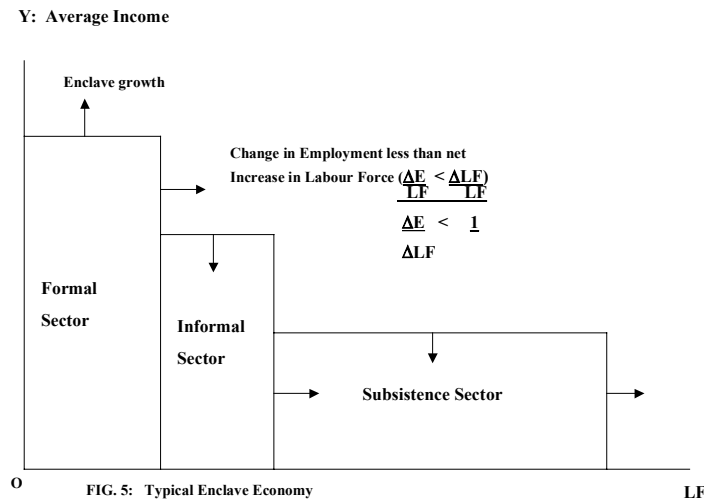 Y: Average Income
Enclave growth
Change in Employment less than net
Increase in Labour Force (ΔE < ΔLF)
LF LF
ΔE < 1
ΔLF
Formal
Sector
Informal
Sector
Subsistence Sector
O
FIG. 5: Typical Enclave Economy
LF